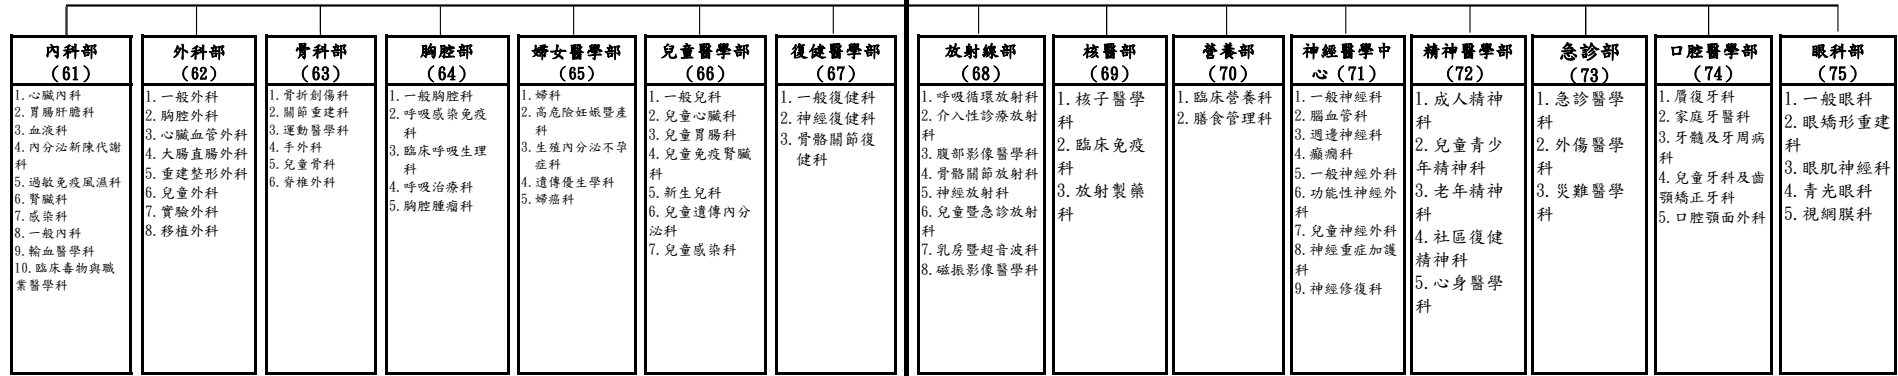 內科部
(61)
1.心臟內科
2.胃腸肝膽科
3.血液科
4.內分泌新陳代謝
科
5.過敏免疫風濕科
6.腎臟科
7.感染科
8.一般內科
9.輸血醫學科
10.臨床毒物與職
業醫學科
外科部
(62)
1.一般外科
2.胸腔外科
3.心臟血管外科
4.大腸直腸外科
5.重建整形外科
6.兒童外科
7.實驗外科
8.移植外科
骨科部
(63)
1.骨折創傷科
2.關節重建科
3.運動醫學科
4.手外科
5.兒童骨科
6.脊椎外科
胸腔部
(64)
1.一般胸腔科
2.呼吸感染免疫
科
3.臨床呼吸生理
科
4.呼吸治療科
5.胸腔腫瘤科
婦女醫學部
(65)
1.婦科
2.高危險妊娠暨產
科
3.生殖內分泌不孕
症科
4.遺傳優生學科
5.婦癌科
兒童醫學部
(66)
1.一般兒科
2.兒童心臟科
3.兒童胃腸科
4.兒童免疫腎臟
科
5.新生兒科
6.兒童遺傳內分
泌科
7.兒童感染科
復健醫學部
(67)
1.一般復健科
2.神經復健科
3.骨骼關節復
健科
放射線部
(68)
1.呼吸循環放射科
2.介入性診療放射
科
3.腹部影像醫學科
4.骨骼關節放射科
5.神經放射科
6.兒童暨急診放射
科
7.乳房暨超音波科
8.磁振影像醫學科
核醫部
(69)
1.核子醫學
科
2.臨床免疫
科
3.放射製藥
科
營養部
(70)
1.臨床營養科
2.膳食管理科
神經醫學中
心(71)
1.一般神經科
2.腦血管科
3.週邊神經科
4.癲癇科
5.一般神經外科
6.功能性神經外
科
7.兒童神經外科
8.神經重症加護
科
9.神經修復科
精神醫學部
(72)
1.成人精神
科
2.兒童青少
年精神科
3.老年精神
科
4.社區復健
精神科
5.心身醫學
科
急診部
(73)
1.急診醫學
科
2.外傷醫學
科
3.災難醫學
科
口腔醫學部
(74)
1.贋復牙科
2.家庭牙醫科
3.牙髓及牙周病
科
4.兒童牙科及齒
顎矯正牙科
5.口腔顎面外科
眼科部
(75)
1.一般眼科
2.眼矯形重建
科
3.眼肌神經科
4.青光眼科
5.視網膜科